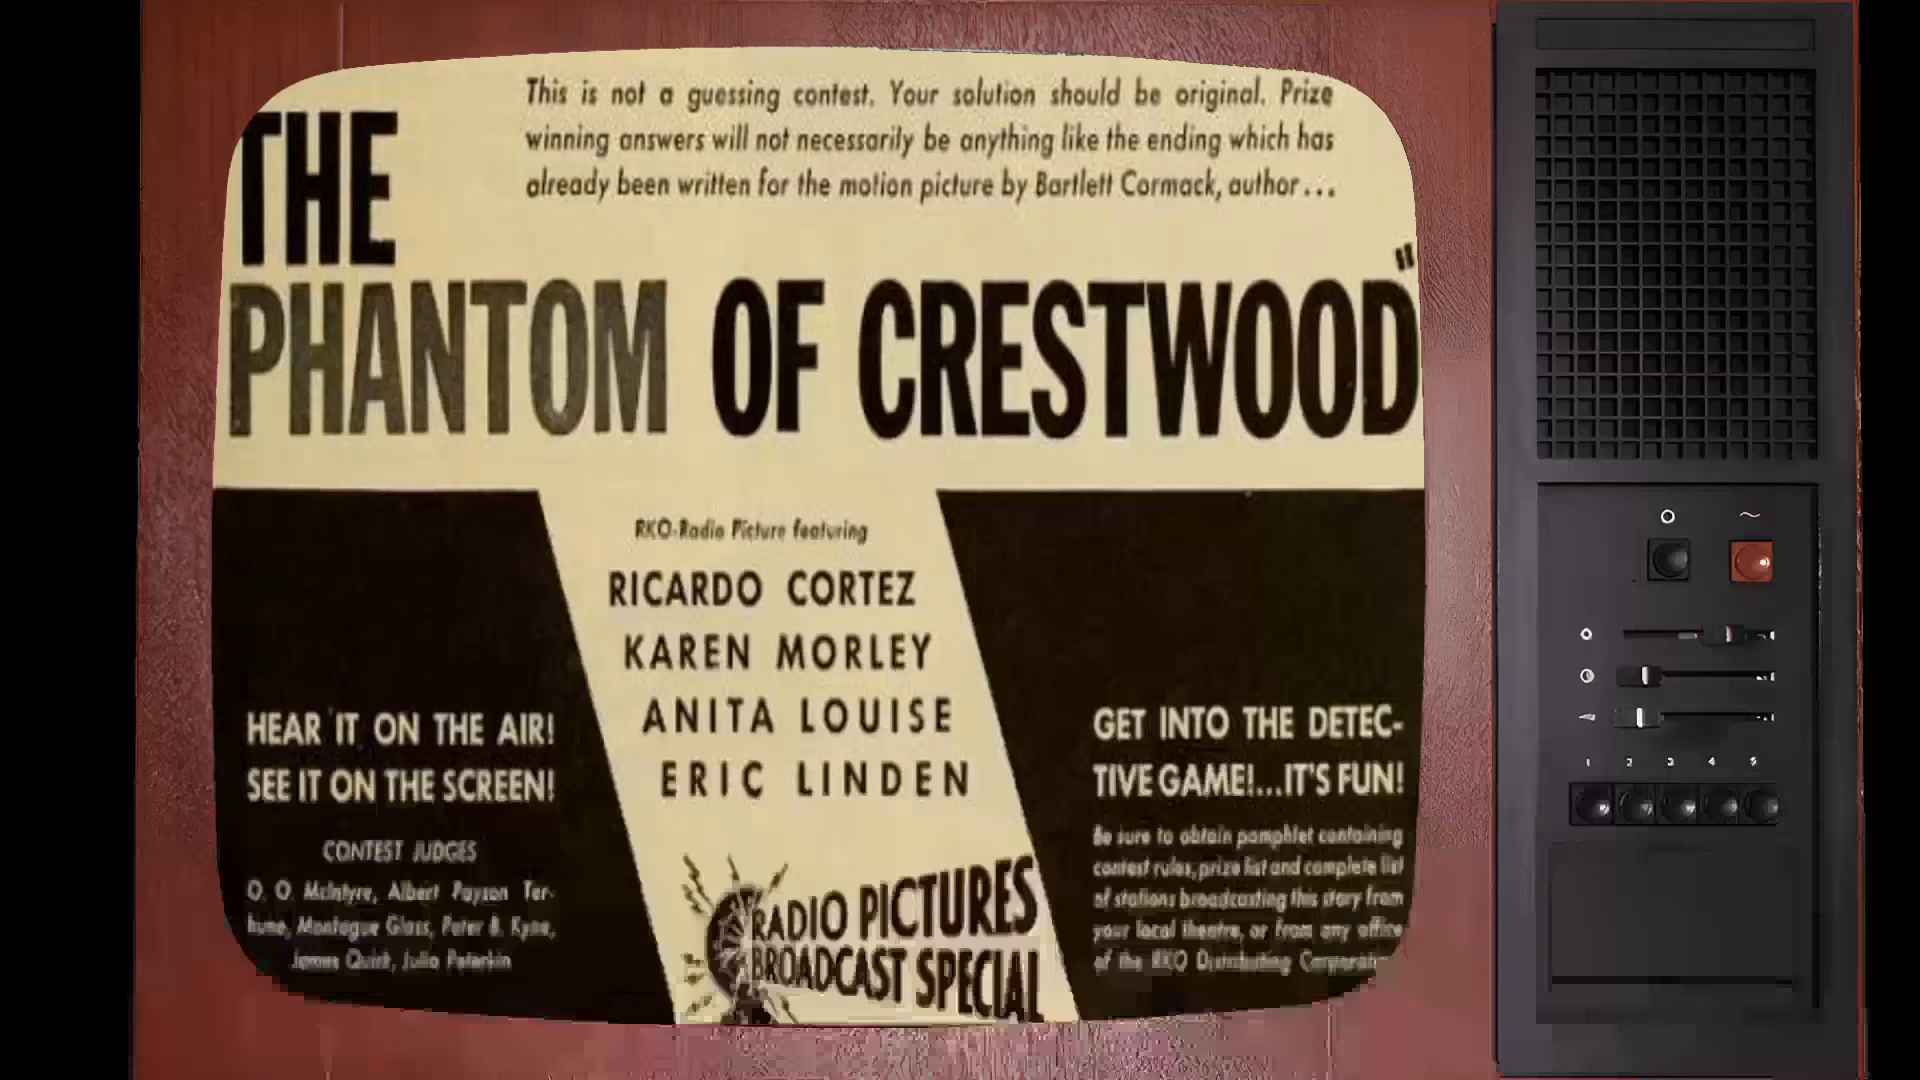 This is not a guessing contest. Your solution should be original. Prize
winning answers will not necessarily be anything like the ending which has
already been written for the motion picture by Bartlett Cormack, author...
THE
PHANTOM OF CRESTWOOD"
RKO-Radio Picture featuring
RICARDO CORTEZ
KAREN MORLEY
ANITA LOUISE
ERIC LINDEN
HEAR IT ON THE AIR!
SEE IT ON THE SCREEN!
CONTEST JUDGES
O. O. McIntyre, Albert Payson Ter-
hune, Montague Glass, Peter B. Kyne,
James Quirk, Julia Peterkin
RADIO PICTURES
BROADCAST SPECIAL
GET INTO THE DETEC-
TIVE GAME!...IT'S FUN!
Be sure to obtain pamphlet containing
contest rules, prize list and complete list
of stations broadcasting this story from
your local theatre, or from any office
of the RKO Distributing
1 2 3 4 5